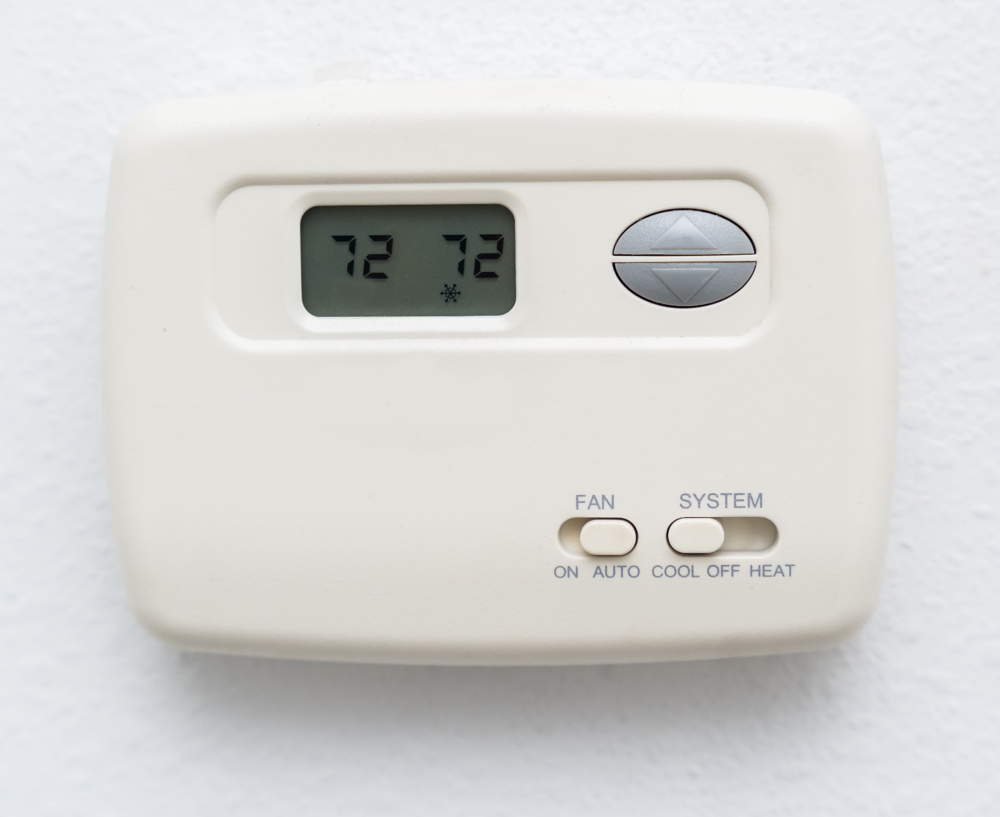 72 72
FAN SYSTEM
ON AUTO COOL OFF HEAT